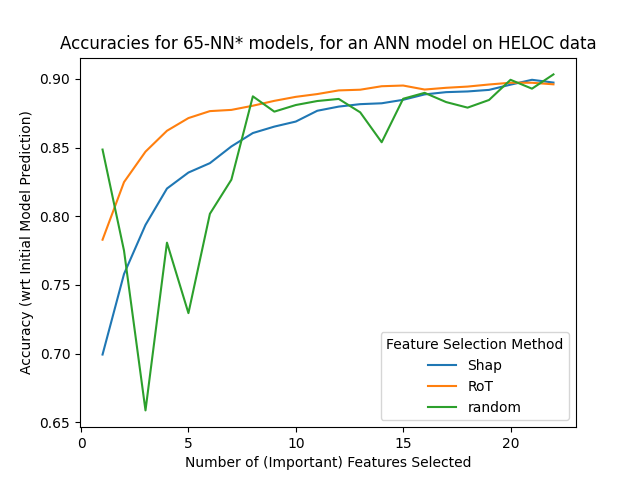 Accuracies for 65-NN* models, for an ANN model on HELOC data
Accuracy (wrt Initial Model Prediction)
0.90
0.85
0.80
0.75
0.70
0.65
Feature Selection Method
Shap
RoT
random
0 5 10 15 20
Number of (Important) Features Selected